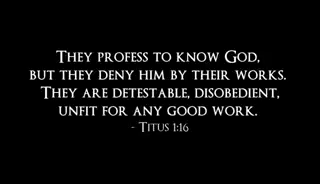 They profess to know God,
but they deny him by their works.
They are detestable, disobedient,
unfit for any good work.
- Titus 1:16